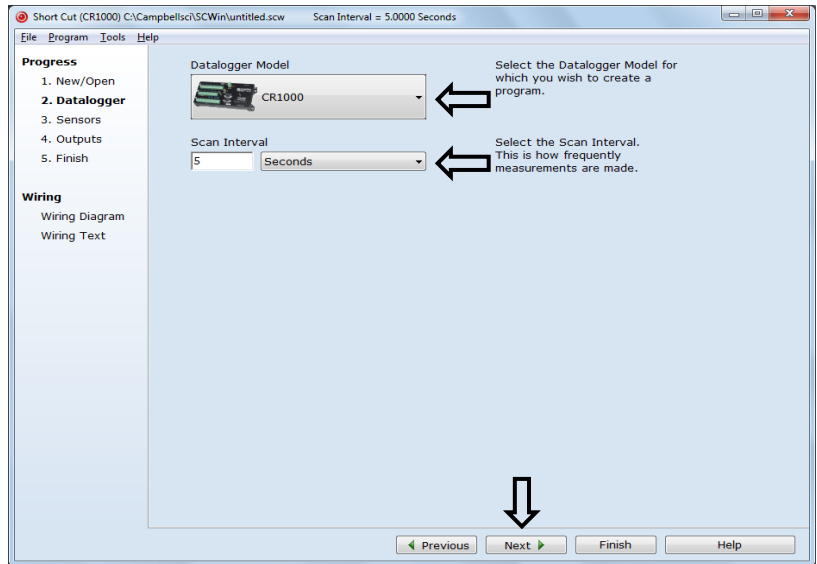 Short Cut (CR1000) C:\Campbellsci\SCWin\untitled.scw Scan Interval = 5.0000 Seconds
File Program Tools Help
Progress
1. New/Open
2. Datalogger
3. Sensors
4. Outputs
5. Finish
Wiring
Wiring Diagram
Wiring Text
Datalogger Model
CR1000
Select the Datalogger Model for
which you wish to create a
program.
Scan Interval
5 Seconds
Select the Scan Interval.
This is how frequently
measurements are made.
Previous Next Finish Help